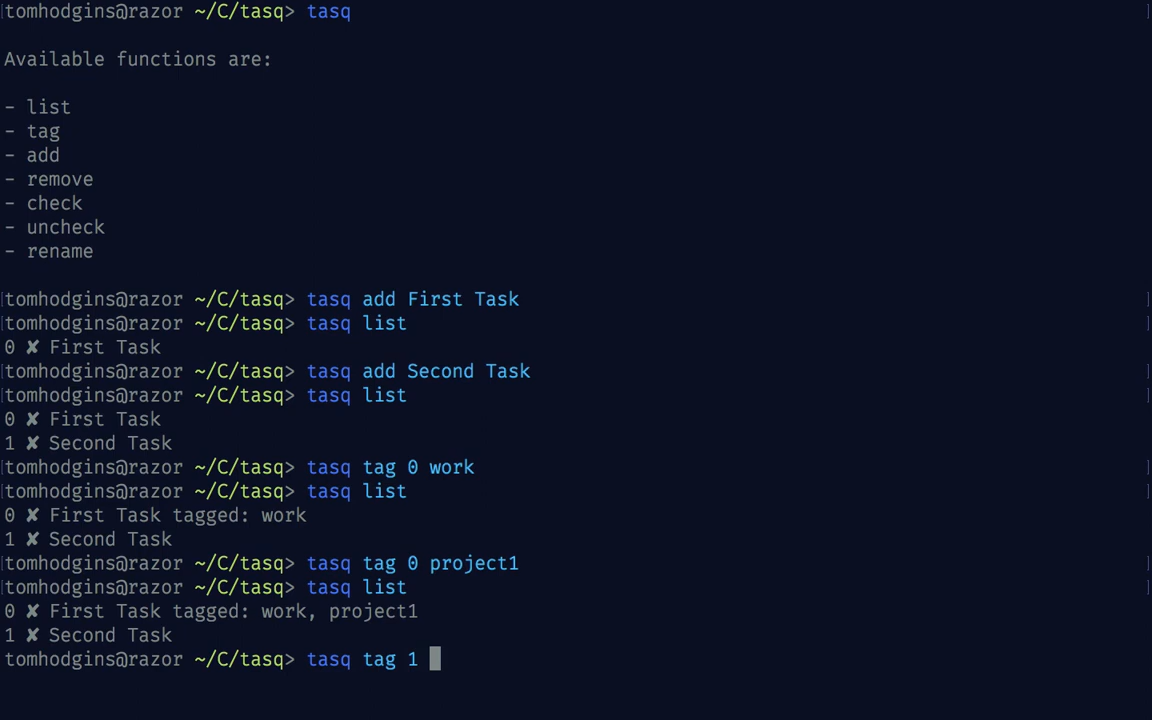 tomhodgins@razor ~/C/tasq> tasq
Available functions are:
- list
- tag
- add
- remove
- check
- uncheck
- rename
tomhodgins@razor ~/C/tasq> tasq add First Task
tomhodgins@razor ~/C/tasq> tasq list
0 ✘ First Task
tomhodgins@razor ~/C/tasq> tasq add Second Task
tomhodgins@razor ~/C/tasq> tasq list
0 ✘ First Task
1 ✘ Second Task
tomhodgins@razor ~/C/tasq> tasq tag 0 work
tomhodgins@razor ~/C/tasq> tasq list
0 ✘ First Task tagged: work
1 ✘ Second Task
tomhodgins@razor ~/C/tasq> tasq tag 0 project1
tomhodgins@razor ~/C/tasq> tasq list
0 ✘ First Task tagged: work, project1
1 ✘ Second Task
tomhodgins@razor ~/C/tasq> tasq tag 1